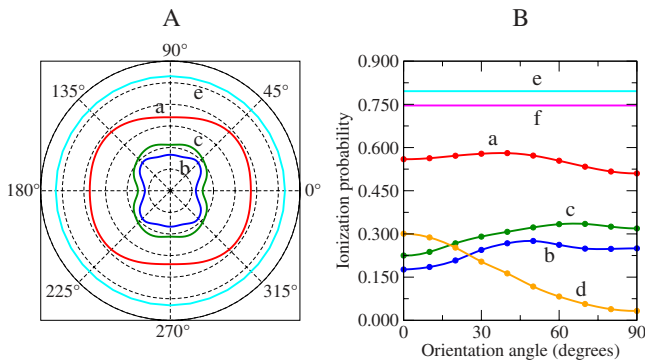 A
90°
135°
45°
e
a
c
b
180°
0°
225°
315°
270°
B
Ionization probability
0.900
0.750
0.600
0.450
0.300
0.150
0.000
e
f
a
c
b
d
0
30
60
90
Orientation angle (degrees)